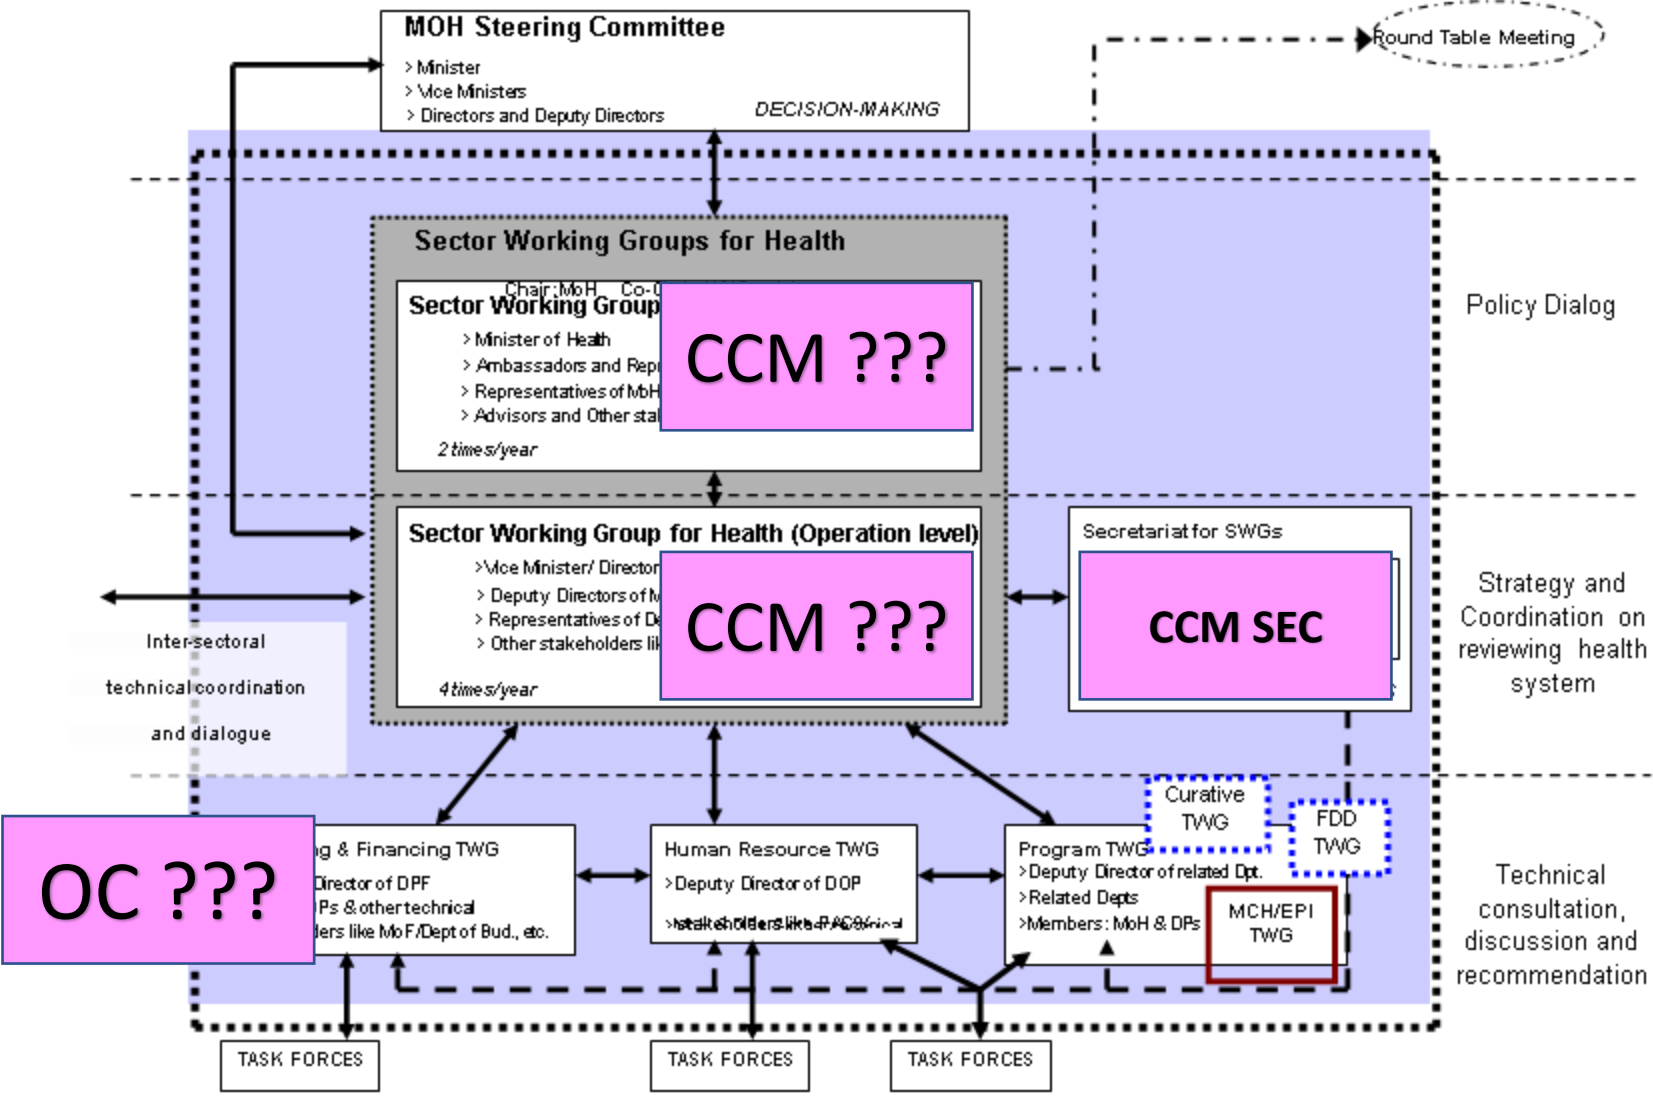 MOH Steering Committee
> Minister
> Vice Ministers
> Directors and Deputy Directors
DECISION-MAKING
Round Table Meeting
Sector Working Groups for Health
Chair:MoH
Sector Working Group
> Minister of Health
> Ambassadors and
> Representatives of MoH
> Advisors and Other
2 times/year
CCM ???
Policy Dialog
Sector Working Group for Health (Operation level)
>Vice Minister/ Director
> Deputy Directors of
> Representatives of
> Other stakeholders
4 times/year
CCM ???
Secretariat for SWGs
CCM SEC
Strategy and
Coordination on
reviewing health
system
Inter-sectoral
technical coordination
and dialogue
OC ???
& Financing TWG
Director of DPF
& other technical
like MoF/Dept of Bud., etc.
Human Resource TWG
>Deputy Director of DOP
stakeholders like
Program TWG
>Deputy Director of related Dpt.
>Related Depts
>Members: MoH & DPs
Curative
TWG
FDD
TWG
MCH/EPI
TWG
Technical
consultation,
discussion and
recommendation
TASK FORCES
TASK FORCES
TASK FORCES